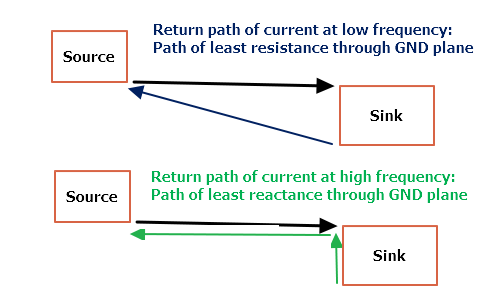 Return path of current at low frequency:
Path of least resistance through GND plane
Source
Sink
Return path of current at high frequency:
Path of least reactance through GND plane
Source
Sink